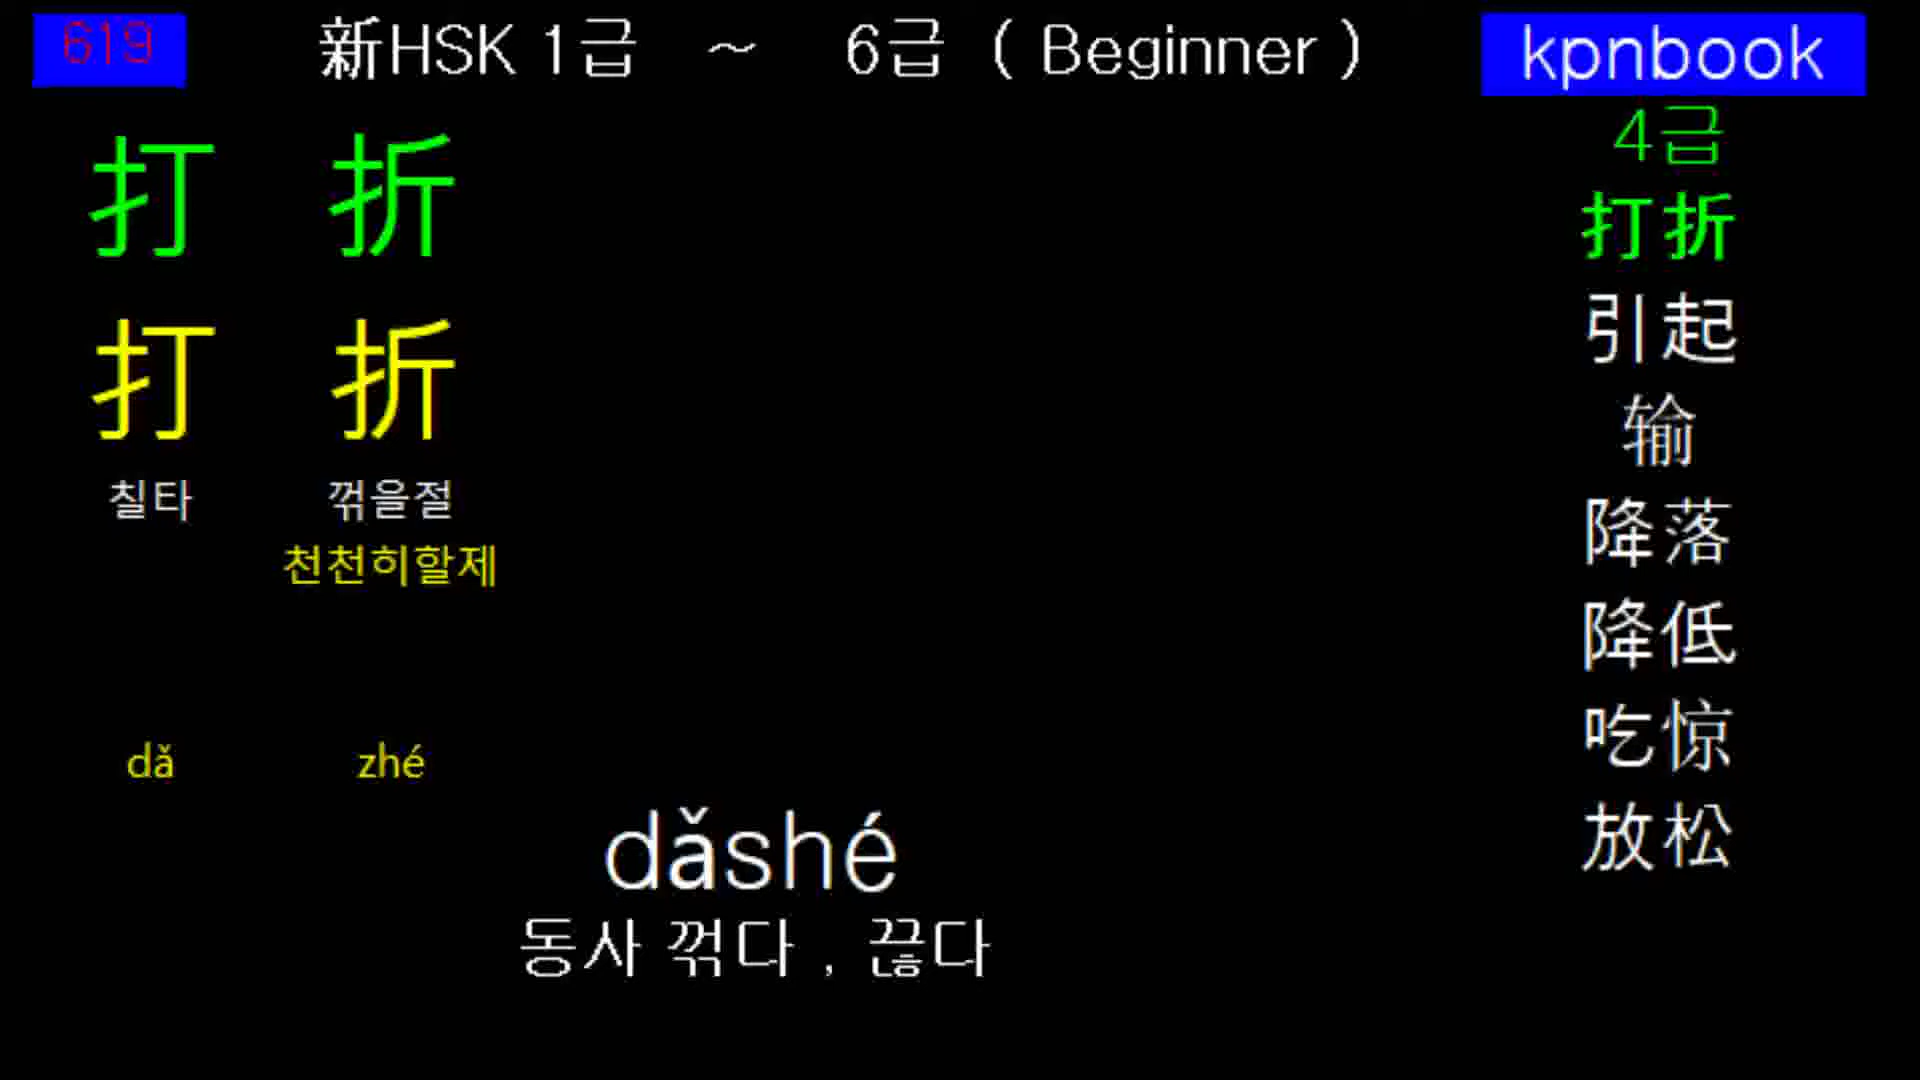 619
新HSK 1급 ~ 6급 ( Beginner )
kpnbook
打 折
打 折
칠타 꺾을절
천천히할제
dǎ zhé
dǎshé
동사 꺾다 , 끊다
4급
打折
引起
输
降落
降低
吃惊
放松